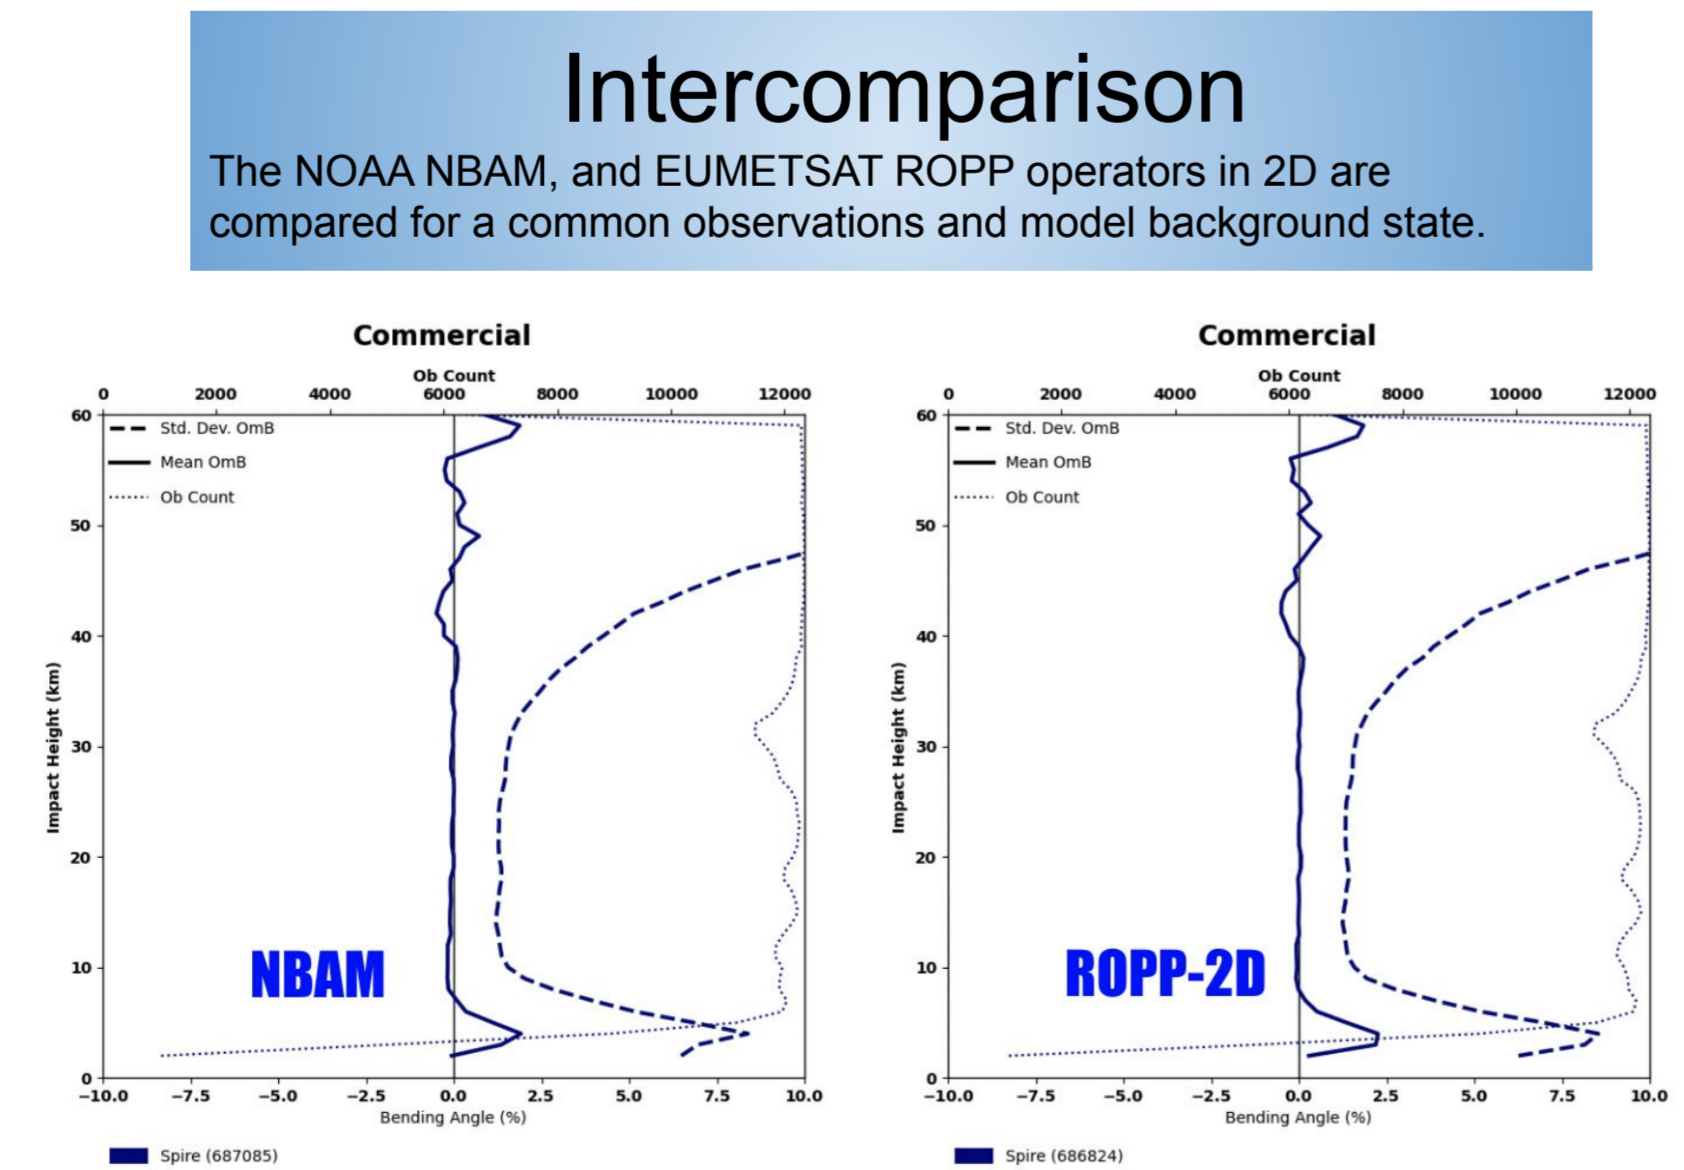 Intercomparison
The NOAA NBAM, and EUMETSAT ROPP operators in 2D are
compared for a common observations and model background state.
Commercial
Ob Count
0 2000 4000 6000 8000 10000 12000
60
50
40
30
20
10
0
Impact Height (km)
Std. Dev. OmB
Mean OmB
Ob Count
NBAM
−10.0 −7.5 −5.0 −2.5 0.0 2.5 5.0 7.5 10.0
Bending Angle (%)
Spire (687085)
Commercial
Ob Count
0 2000 4000 6000 8000 10000 12000
60
50
40
30
20
10
0
Impact Height (km)
Std. Dev. OmB
Mean OmB
Ob Count
ROPP-2D
−10.0 −7.5 −5.0 −2.5 0.0 2.5 5.0 7.5 10.0
Bending Angle (%)
Spire (686824)